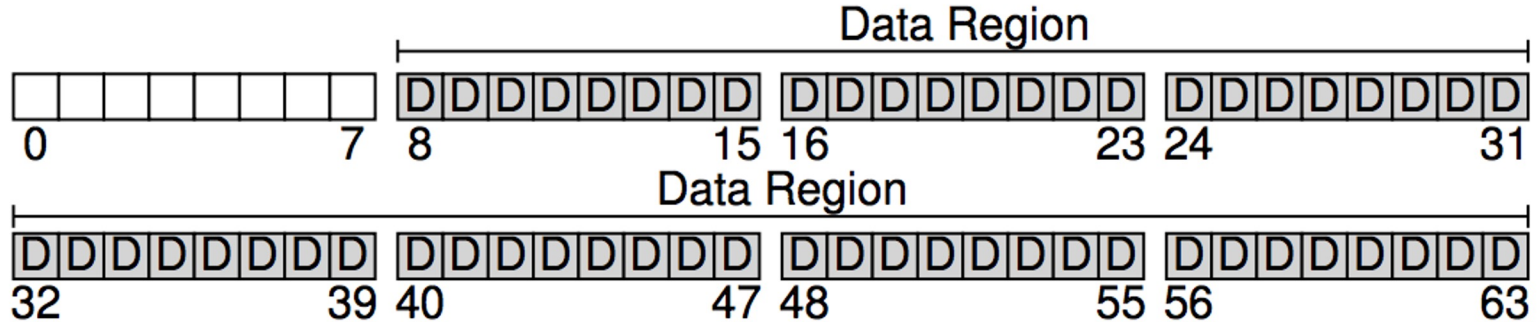 Data Region
D D D D D D D D D D D D D D D D D D D D D D D D
0 7 8 15 16 23 24 31
Data Region
D D D D D D D D D D D D D D D D D D D D D D D D D D D D D D D D
32 39 40 47 48 55 56 63